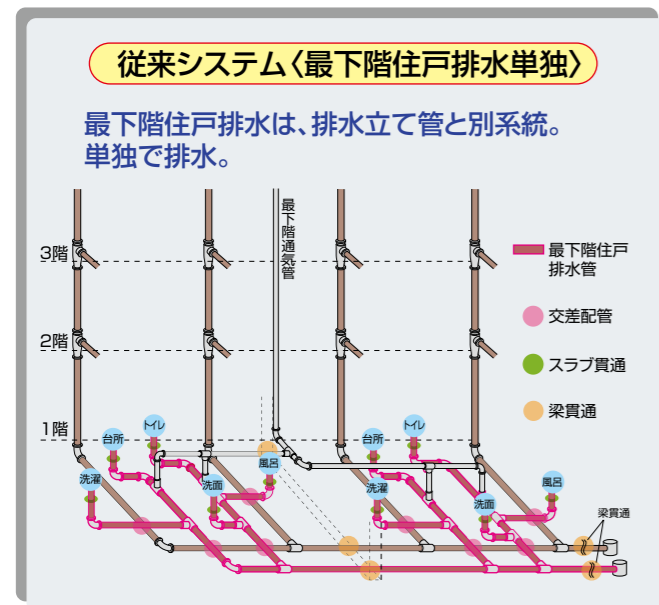 従来システム〈最下階住戸排水単独〉
最下階住戸排水は、排水立て管と別系統。
単独で排水。
最下階通気管
3階
2階
1階
最下階住戸
排水管
交差配管
スラブ貫通
梁貫通
台所
トイレ
洗濯
洗面
風呂
台所
トイレ
洗濯
洗面
風呂
梁貫通